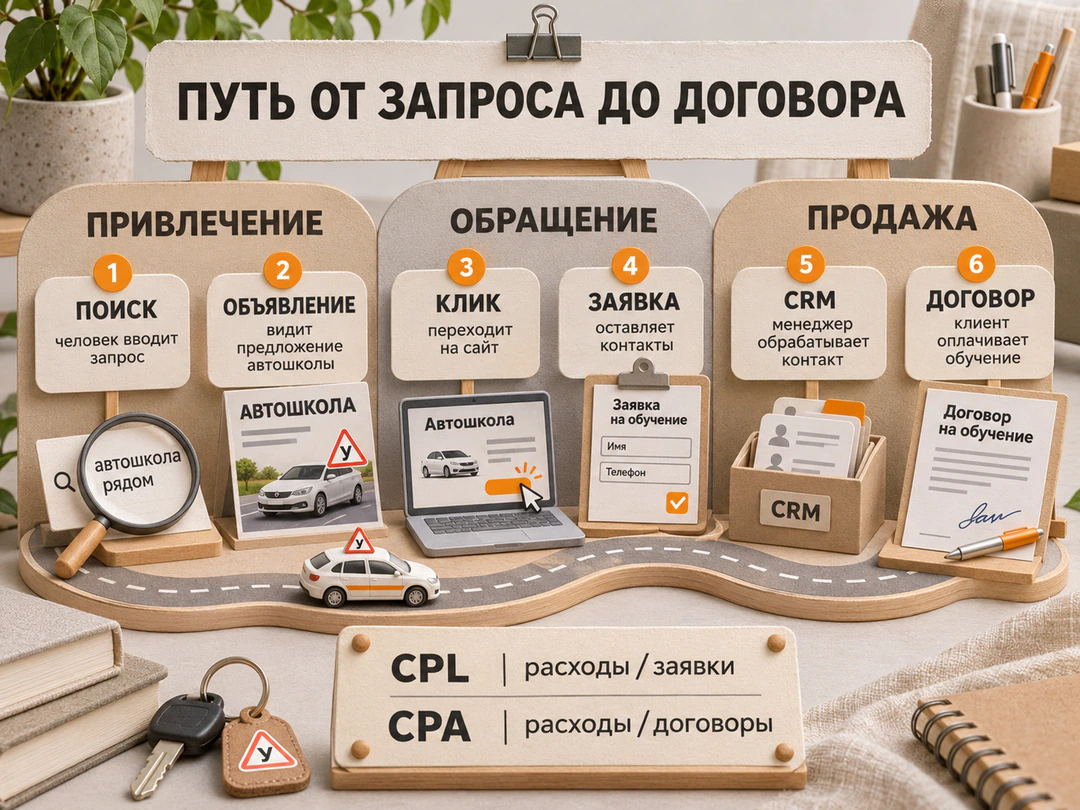 ПУТЬ ОТ ЗАПРОСА ДО ДОГОВОРА
ПРИВЛЕЧЕНИЕ
1
ПОИСК
человек вводит
запрос
2
ОБЪЯВЛЕНИЕ
видит
предложение
автошколы
автошкола
рядом
АВТОШКОЛА
У
ОБРАЩЕНИЕ
3
КЛИК
переходит
на сайт
4
ЗАЯВКА
оставляет
контакты
Автошкола
Заявка
на обучение
Имя
Телефон
ПРОДАЖА
5
CRM
менеджер
обрабатывает
контакт
6
ДОГОВОР
клиент
оплачивает
обучение
CRM
Договор
на обучение
У
CPL | расходы / заявки
CPA | расходы / договоры
У